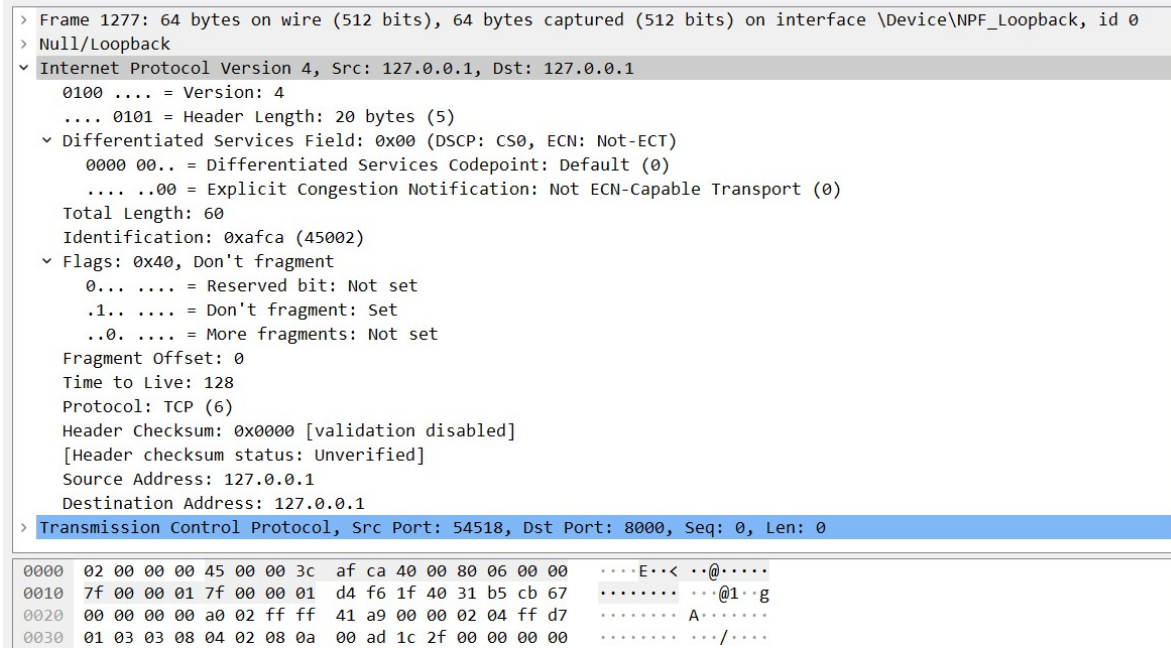 > Frame 1277: 64 bytes on wire (512 bits), 64 bytes captured (512 bits) on interface \Device\NPF_Loopback, id 0
> Null/Loopback
Internet Protocol Version 4, Src: 127.0.0.1, Dst: 127.0.0.1
0100 .... = Version: 4
.... 0101 = Header Length: 20 bytes (5)
Differentiated Services Field: 0x00 (DSCP: CS0, ECN: Not-ECT)
0000 00.. = Differentiated Services Codepoint: Default (0)
.... ..00 = Explicit Congestion Notification: Not ECN-Capable Transport (0)
Total Length: 60
Identification: 0xafca (45002)
Flags: 0x40, Don't fragment
0... .... = Reserved bit: Not set
.1.. .... = Don't fragment: Set
..0. .... = More fragments: Not set
Fragment Offset: 0
Time to Live: 128
Protocol: TCP (6)
Header Checksum: 0x0000 [validation disabled]
[Header checksum status: Unverified]
Source Address: 127.0.0.1
Destination Address: 127.0.0.1
> Transmission Control Protocol, Src Port: 54518, Dst Port: 8000, Seq: 0, Len: 0
0000 02 00 00 00 45 00 00 3c af ca 40 00 80 06 00 00 ····E··< ··@·····
0010 7f 00 00 01 7f 00 00 01 d4 f6 1f 40 31 b5 cb 67 ········ ···@1··g
0020 00 00 00 00 a0 02 ff ff 41 a9 00 00 02 04 ff d7 ········ A·······
0030 01 03 03 08 04 02 08 0a 00 ad 1c 2f 00 00 00 00 ········ ···/····